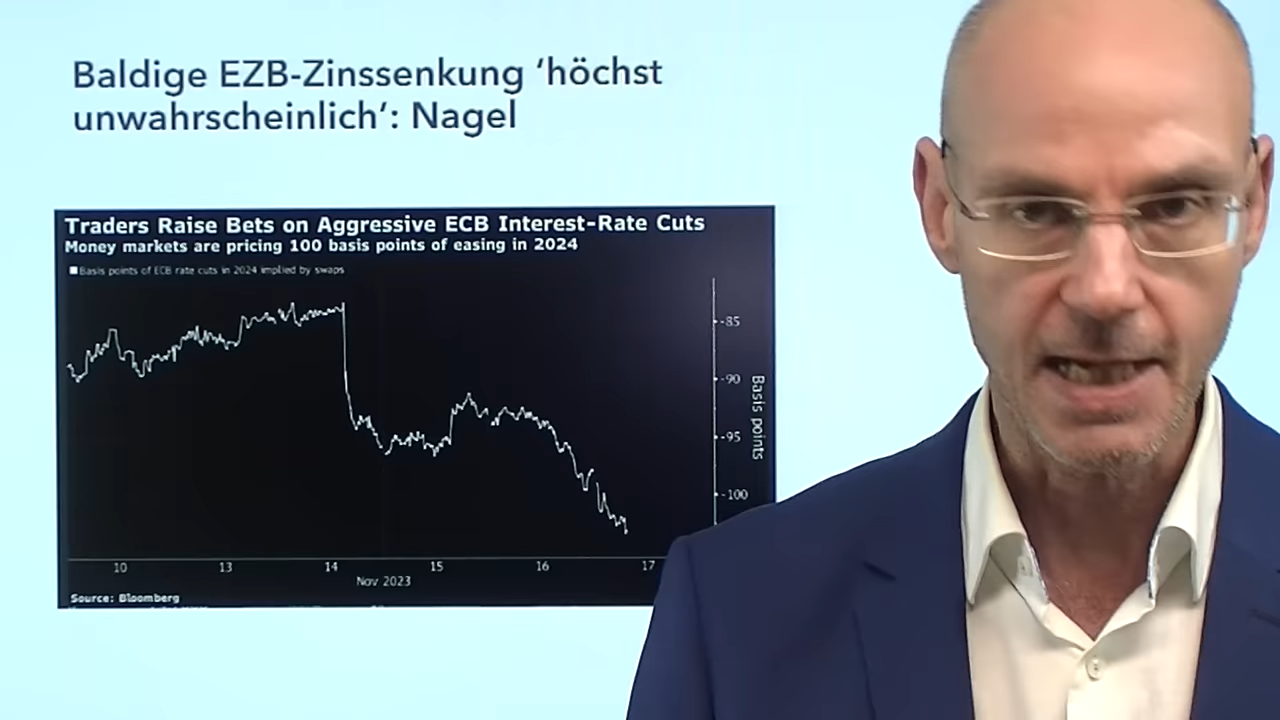 Baldige EZB-Zinssenkung ‘höchst
unwahrscheinlich’: Nagel
Traders Raise Bets on Aggressive ECB Interest-Rate Cuts
Money markets are pricing 100 basis points of easing in 2024
Basis points of ECB rate cuts in 2024 implied by swaps
-85
-90
-95
-100
Basis points
10 13 14 15 16 17
Nov 2023
Source: Bloomberg